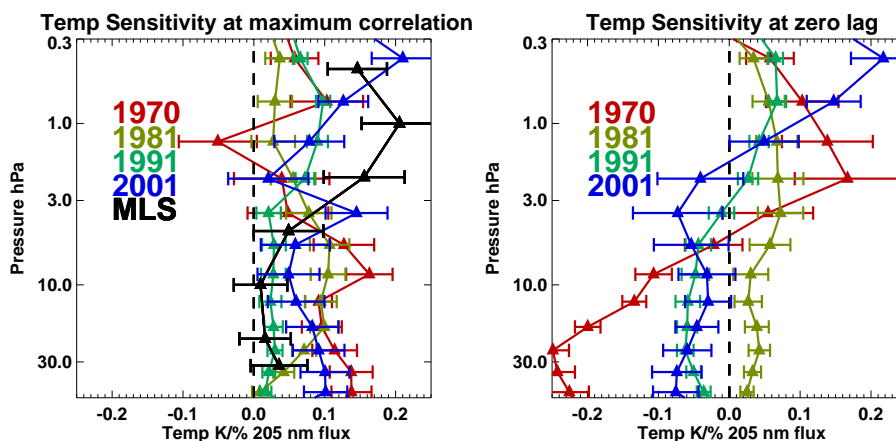 Temp Sensitivity at maximum correlation
0.3
1.0
3.0
10.0
30.0
Pressure hPa
1970
1981
1991
2001
MLS
-0.2 -0.1 0.0 0.1 0.2
Temp K/% 205 nm flux
Temp Sensitivity at zero lag
0.3
1.0
3.0
10.0
30.0
Pressure hPa
1970
1981
1991
2001
-0.2 -0.1 0.0 0.1 0.2
Temp K/% 205 nm flux